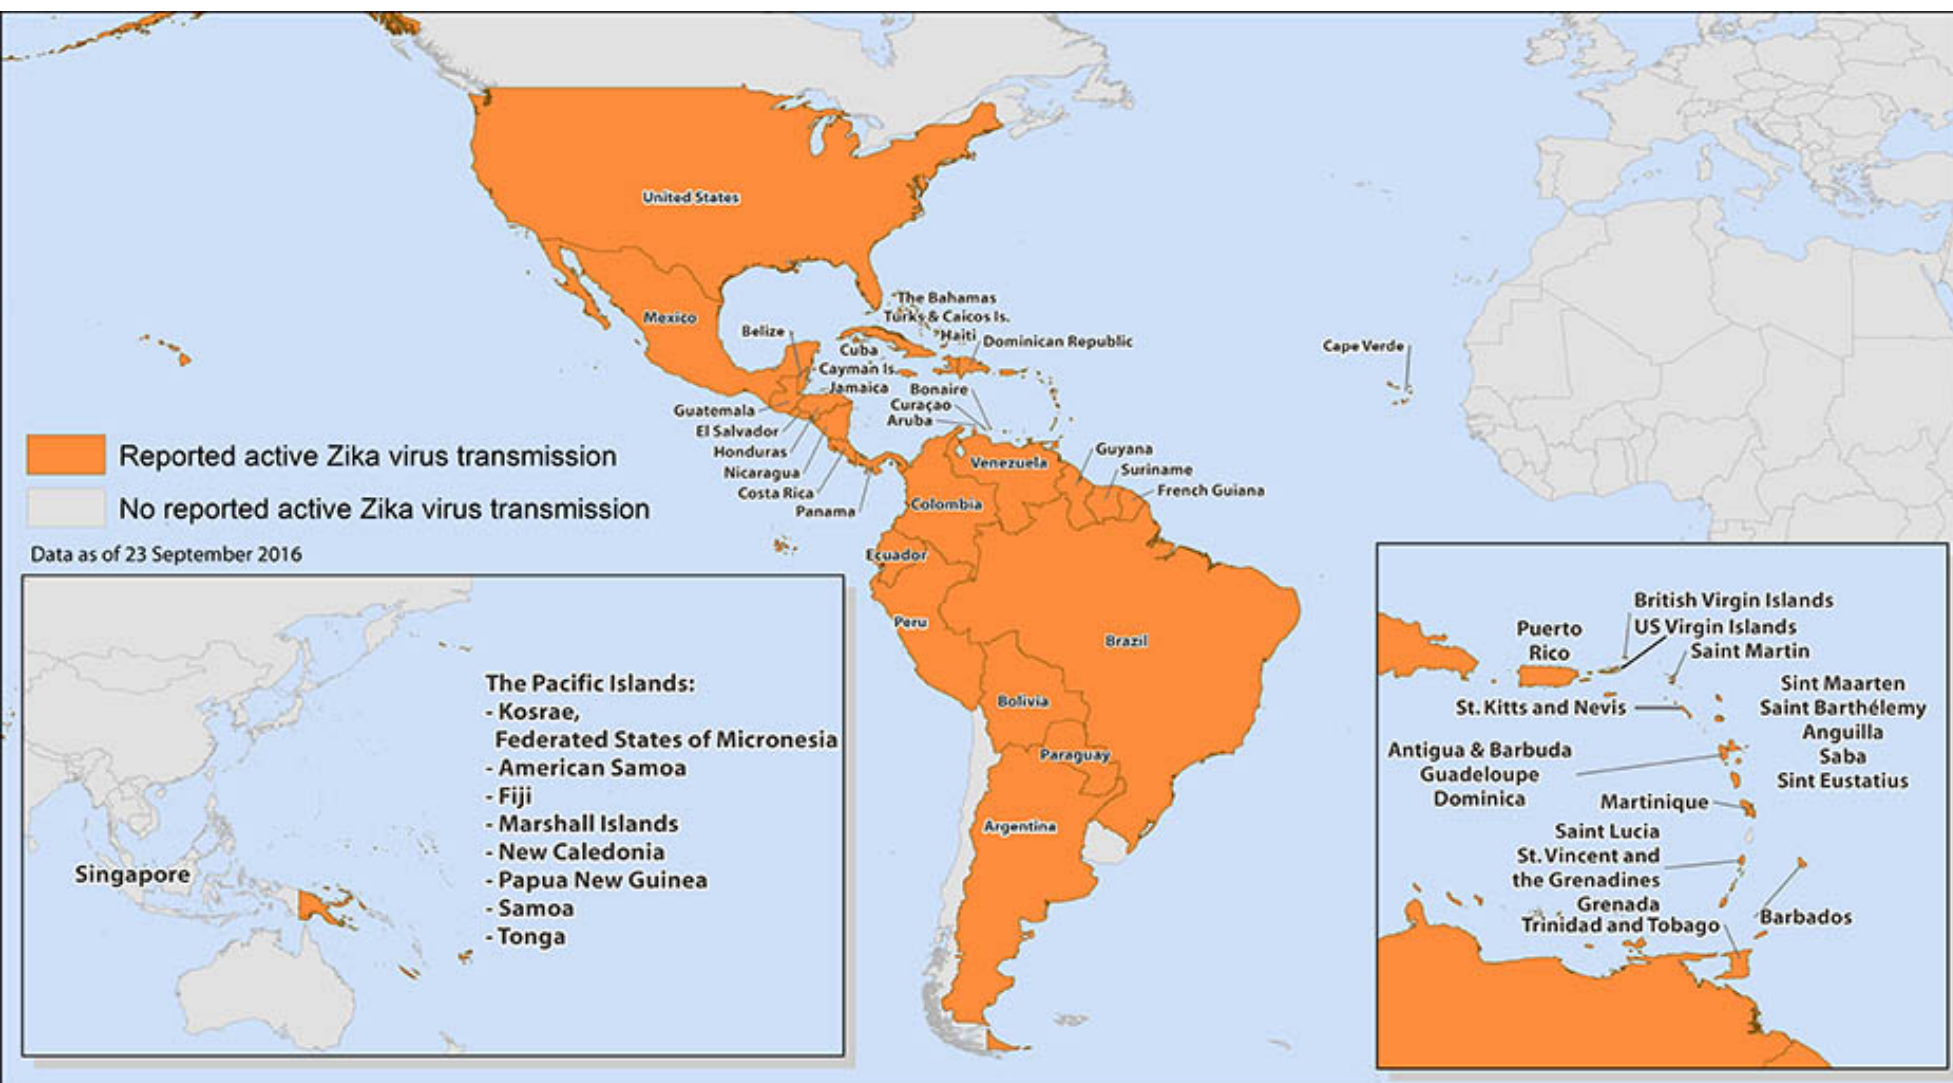 United States
Mexico
The Bahamas
Turks & Caicos Is.
Haiti
Dominican Republic
Belize
Cuba
Cayman Is.
Jamaica
Bonaire
Curaçao
Aruba
Guatemala
El Salvador
Honduras
Nicaragua
Costa Rica
Panama
Cape Verde
Guyana
Suriname
French Guiana
Venezuela
Colombia
Ecuador
Peru
Brazil
Bolivia
Paraguay
Argentina
Reported active Zika virus transmission
No reported active Zika virus transmission
Data as of 23 September 2016
Singapore
The Pacific Islands:
- Kosrae,
Federated States of Micronesia
- American Samoa
- Fiji
- Marshall Islands
- New Caledonia
- Papua New Guinea
- Samoa
- Tonga
British Virgin Islands
US Virgin Islands
Saint Martin
Puerto
Rico
St. Kitts and Nevis
Sint Maarten
Saint Barthélemy
Anguilla
Saba
Sint Eustatius
Antigua & Barbuda
Guadeloupe
Dominica
Martinique
Saint Lucia
St. Vincent and
the Grenadines
Grenada
Trinidad and Tobago
Barbados